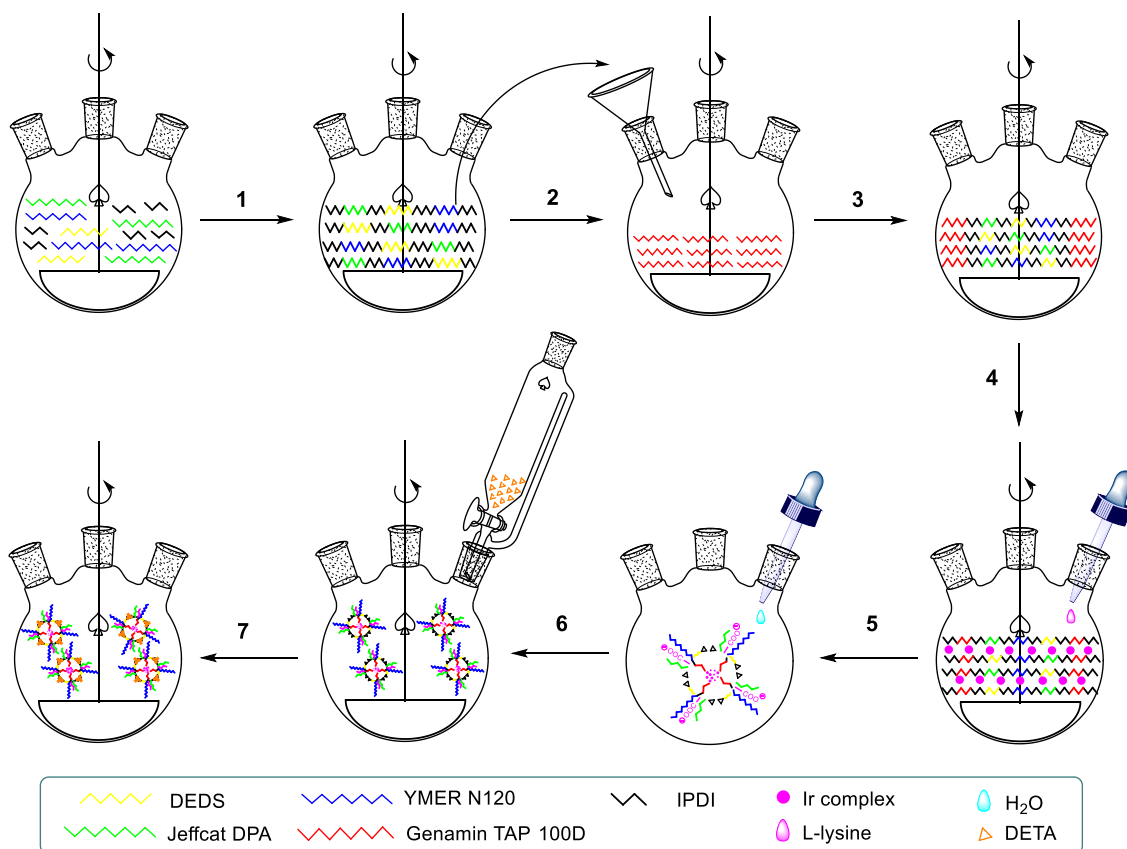 1
2
3
4
7
6
5
DEDS
YMER N120
IPDI
Ir complex
H₂O
Jeffcat DPA
Genamin TAP 100D
L-lysine
DETA